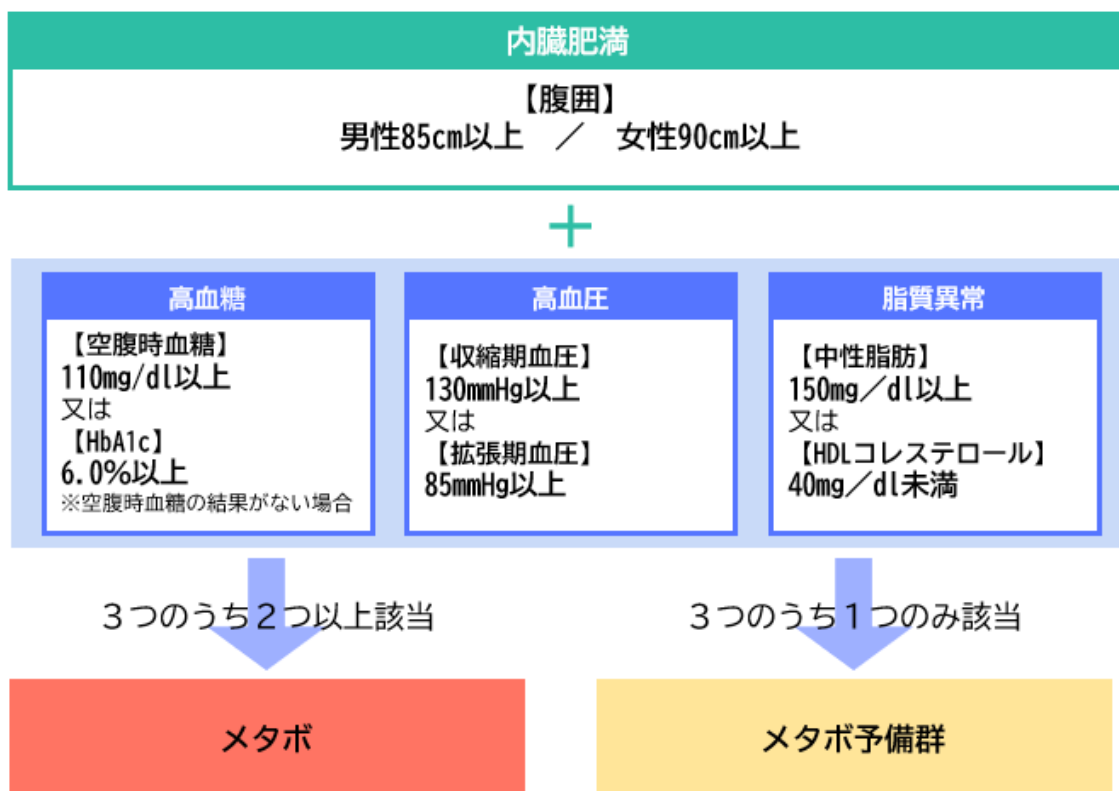 内臓肥満
【腹囲】
男性85cm以上　／　女性90cm以上
＋
高血糖
【空腹時血糖】
110mg/dl以上
又は
【HbA1c】
6.0%以上
※空腹時血糖の結果がない場合
高血圧
【収縮期血圧】
130mmHg以上
又は
【拡張期血圧】
85mmHg以上
脂質異常
【中性脂肪】
150mg／dl以上
又は
【HDLコレステロール】
40mg／dl未満
３つのうち２つ以上該当
３つのうち１つのみ該当
メタボ
メタボ予備群